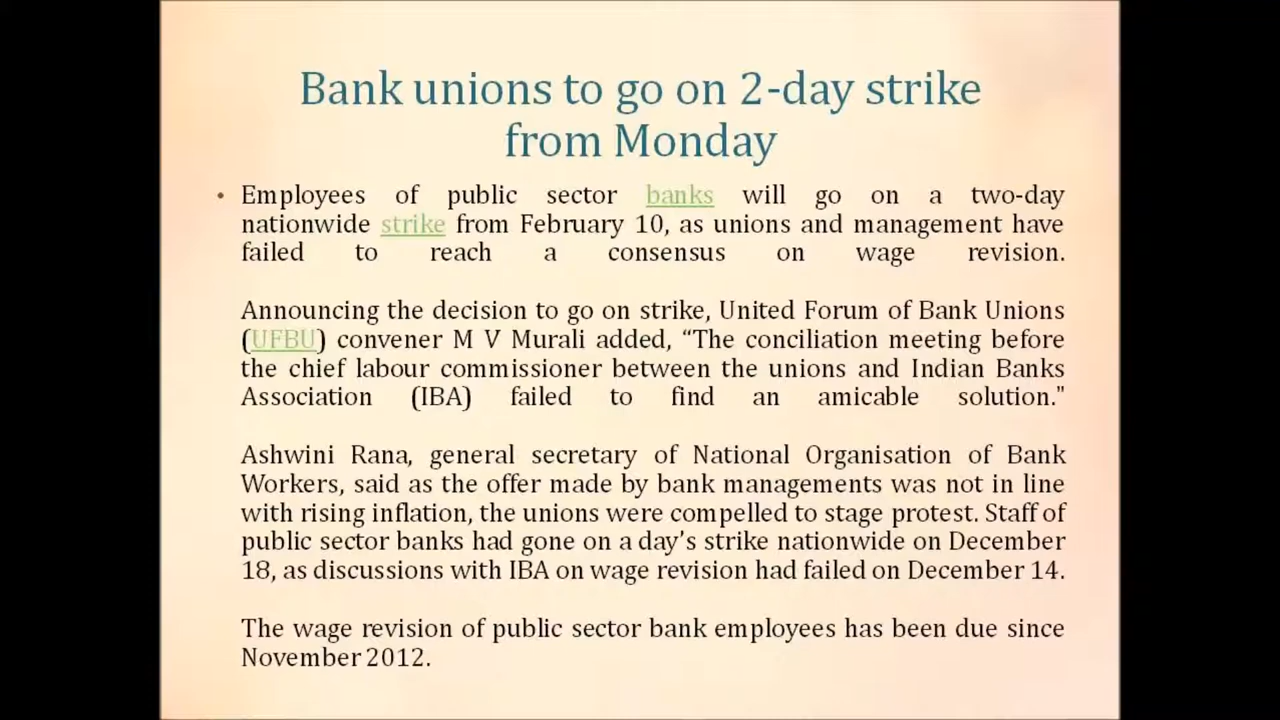 Bank unions to go on 2-day strike
from Monday
• Employees of public sector banks will go on a two-day
nationwide strike from February 10, as unions and management have
failed to reach a consensus on wage revision.
Announcing the decision to go on strike, United Forum of Bank Unions
(UFBU) convener M V Murali added, “The conciliation meeting before
the chief labour commissioner between the unions and Indian Banks
Association (IBA) failed to find an amicable solution."
Ashwini Rana, general secretary of National Organisation of Bank
Workers, said as the offer made by bank managements was not in line
with rising inflation, the unions were compelled to stage protest. Staff of
public sector banks had gone on a day’s strike nationwide on December
18, as discussions with IBA on wage revision had failed on December 14.
The wage revision of public sector bank employees has been due since
November 2012.